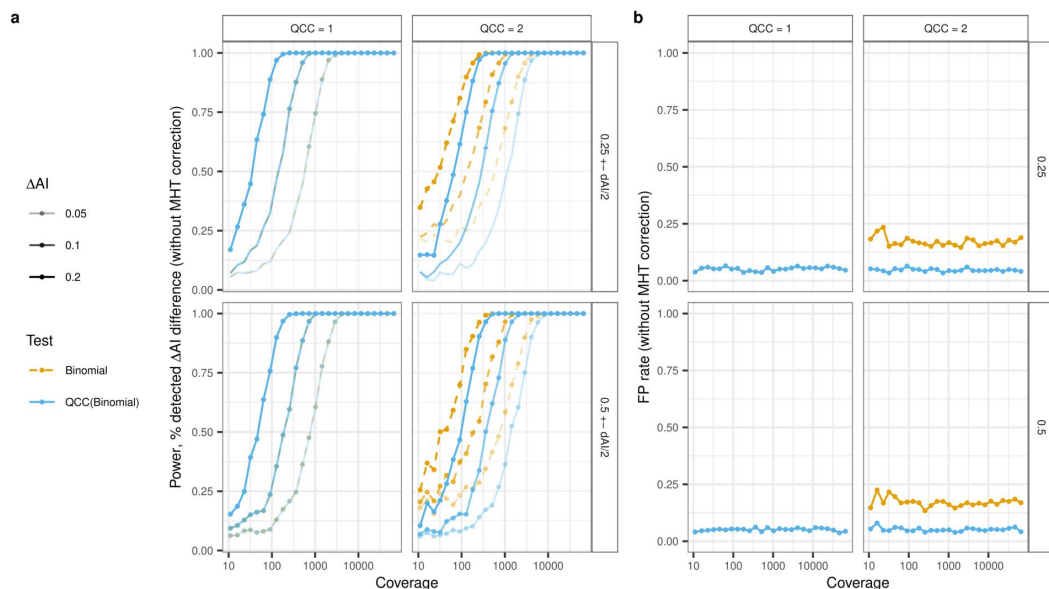 a
QCC = 1
QCC = 2
Power, % detected ΔAI difference (without MHT correction)
1.00
0.75
0.50
0.25
0.00
0.25 +− dAI/2
1.00
0.75
0.50
0.25
0.00
0.5 +− dAI/2
10
100
1000
10000
10
100
1000
10000
Coverage
ΔAI
0.05
0.1
0.2
Test
Binomial
QCC(Binomial)
b
QCC = 1
QCC = 2
FP rate (without MHT correction)
1.00
0.75
0.50
0.25
0.00
0.25
1.00
0.75
0.50
0.25
0.00
0.5
10
100
1000
10000
10
100
1000
10000
Coverage